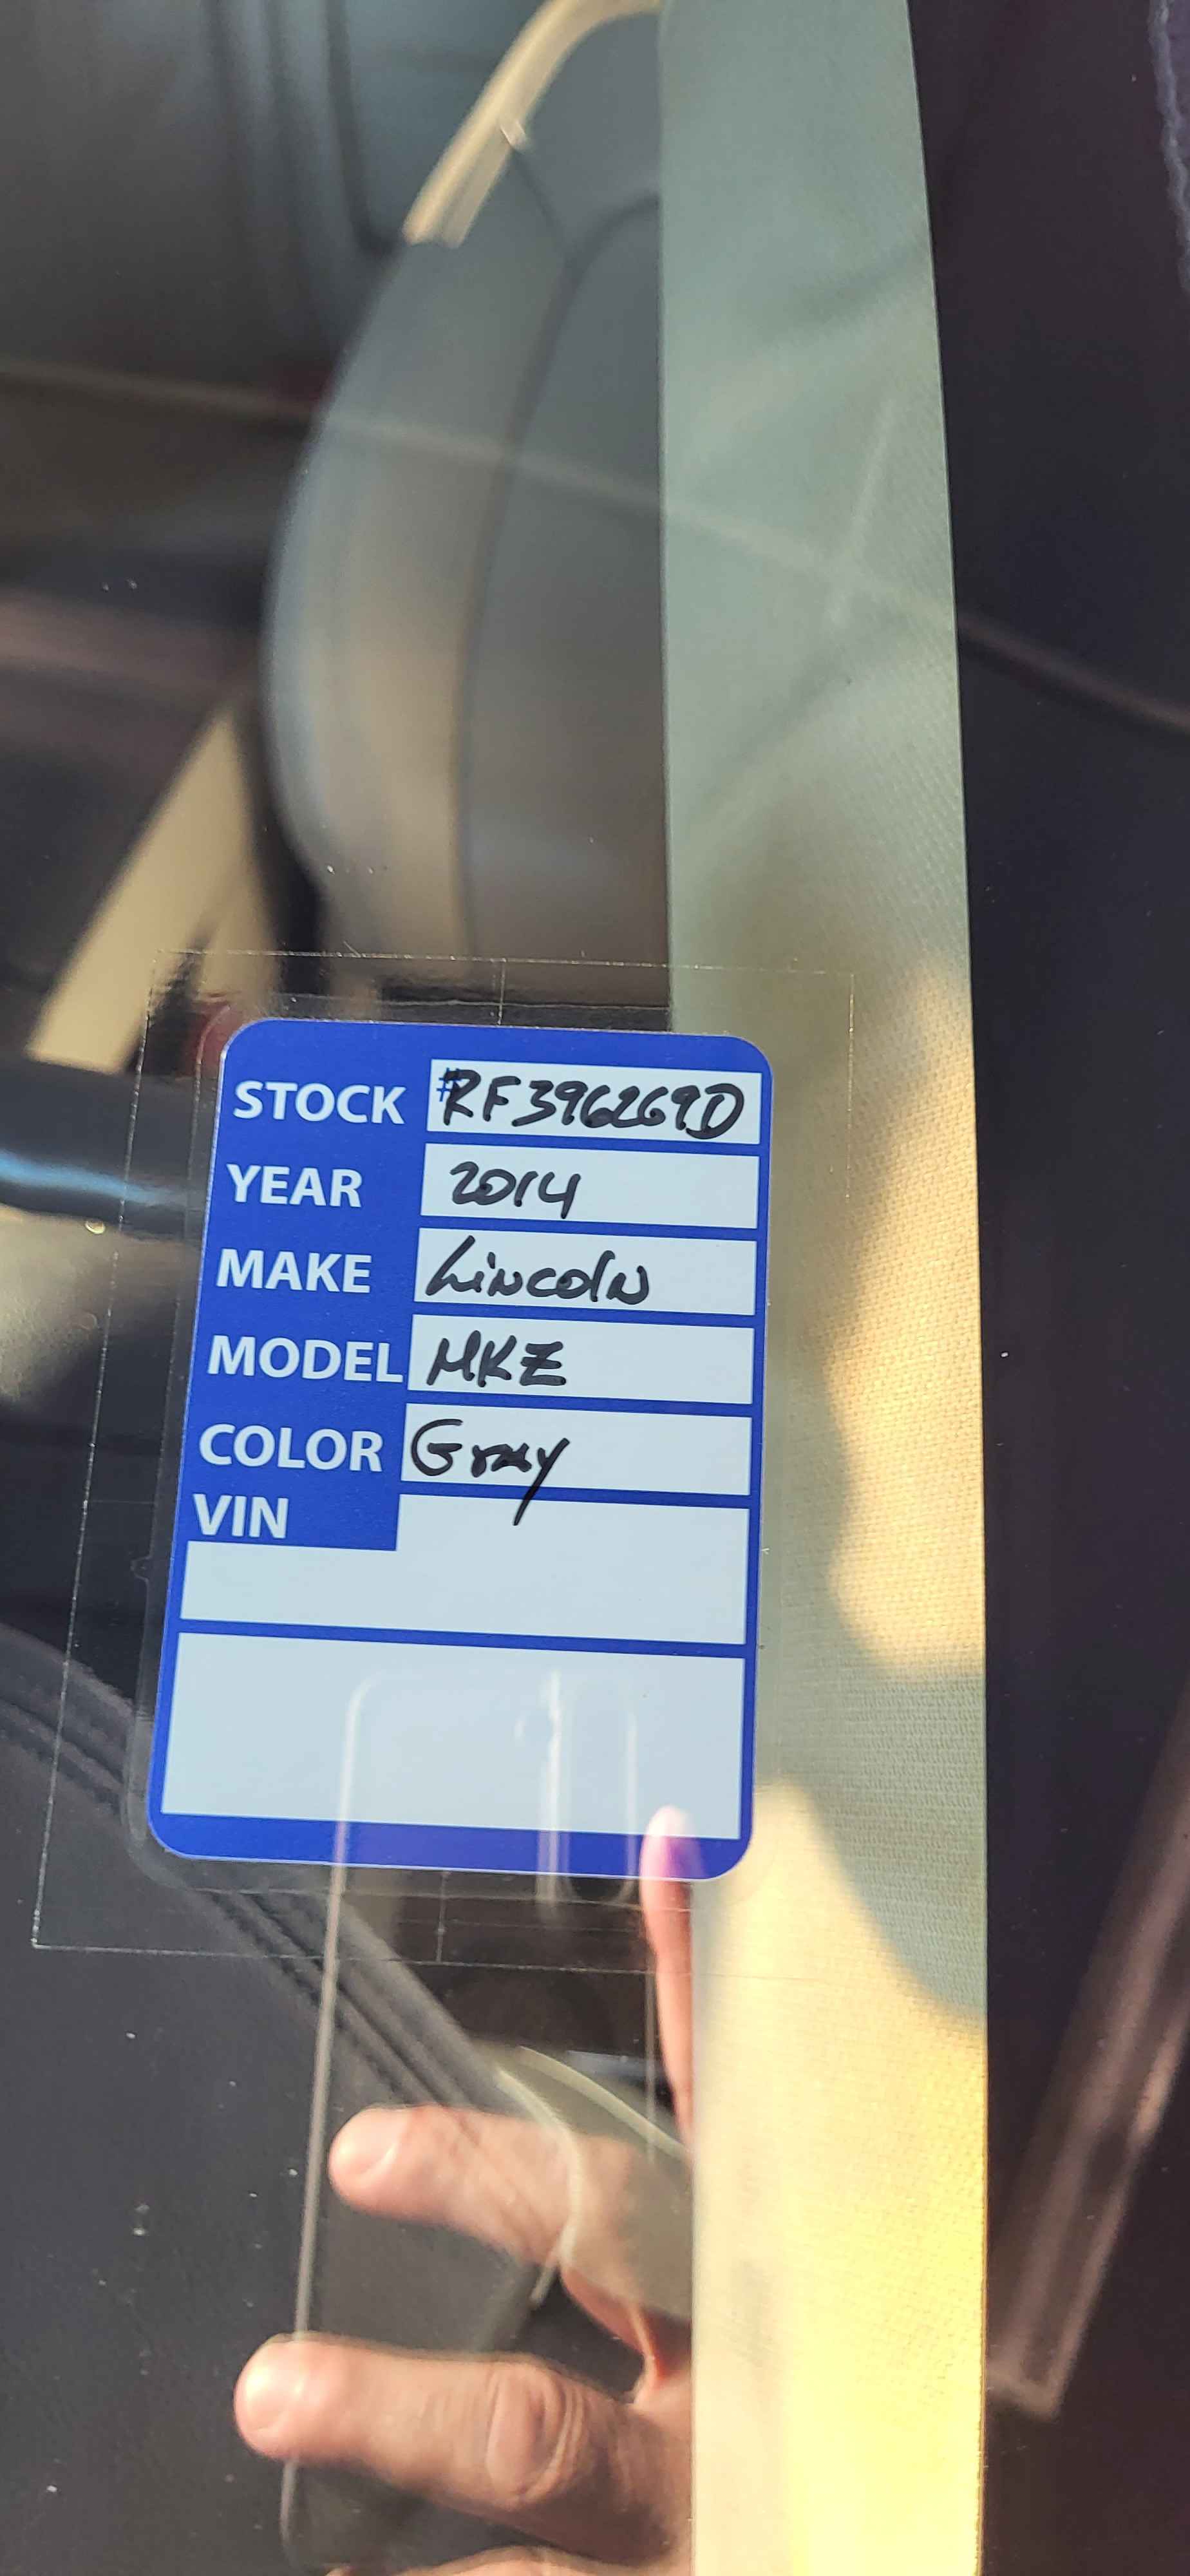 STOCK #RF396269D
YEAR 2014
MAKE Lincoln
MODEL MKZ
COLOR Gray
VIN